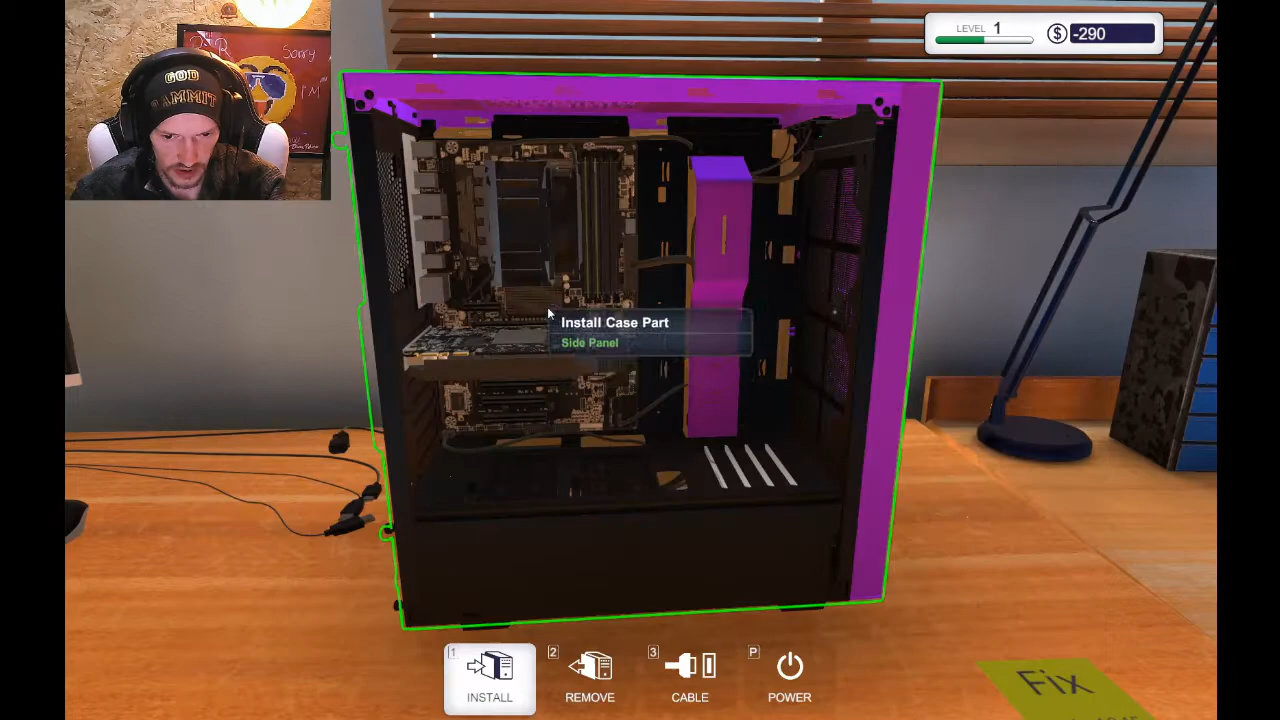 GOD
DAMMIT
Sorry
LEVEL 1
$ -290
Install Case Part
Side Panel
1
INSTALL
2
REMOVE
3
CABLE
P
POWER
Fix